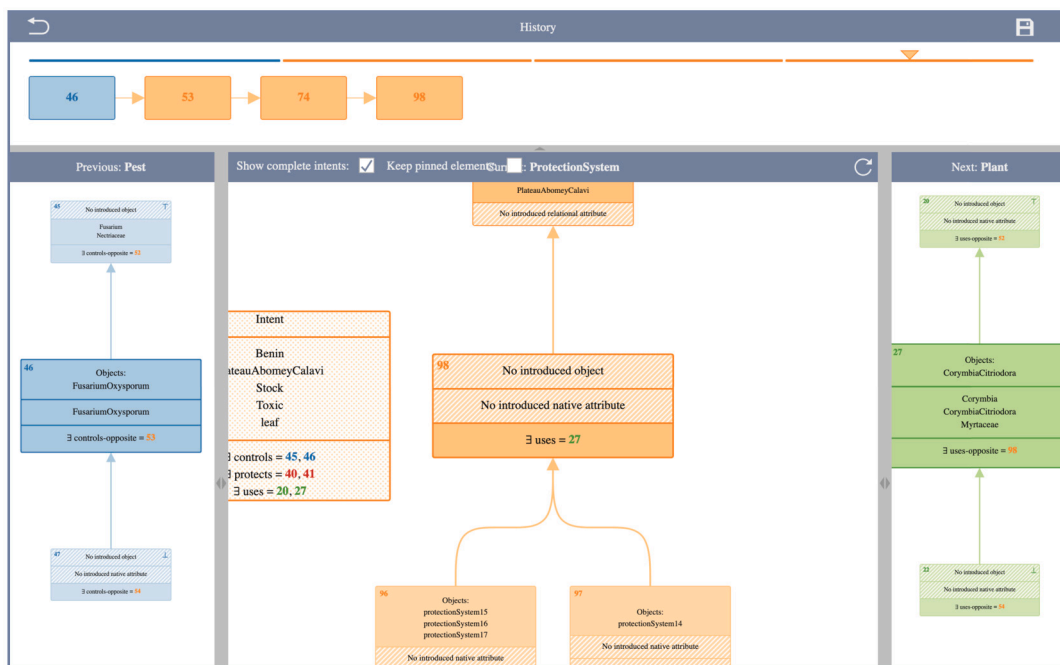 History
46
53
74
98
Previous: Pest
45
No introduced object
⊤
Fusarium
Nectriaceae
∃ controls-opposite = 52
46
Objects:
FusariumOxysporum
FusariumOxysporum
∃ controls-opposite = 53
47
No introduced object
⊥
No introduced native attribute
∃ controls-opposite = 54
Show complete intents:
Keep pinned elements:
: ProtectionSystem
PlateauAbomeyCalavi
No introduced relational attribute
Intent
Benin
lateauAbomeyCalavi
Stock
Toxic
leaf
∃ controls = 45, 46
∃ protects = 40, 41
∃ uses = 20, 27
98
No introduced object
No introduced native attribute
∃ uses = 27
96
Objects:
protectionSystem15
protectionSystem16
protectionSystem17
No introduced native attribute
97
Objects:
protectionSystem14
No introduced native attribute
Next: Plant
20
No introduced object
⊤
No introduced native attribute
∃ uses-opposite = 52
27
Objects:
CorymbiaCitriodora
Corymbia
CorymbiaCitriodora
Myrtaceae
∃ uses-opposite = 98
22
No introduced object
⊥
No introduced native attribute
∃ uses-opposite = 54